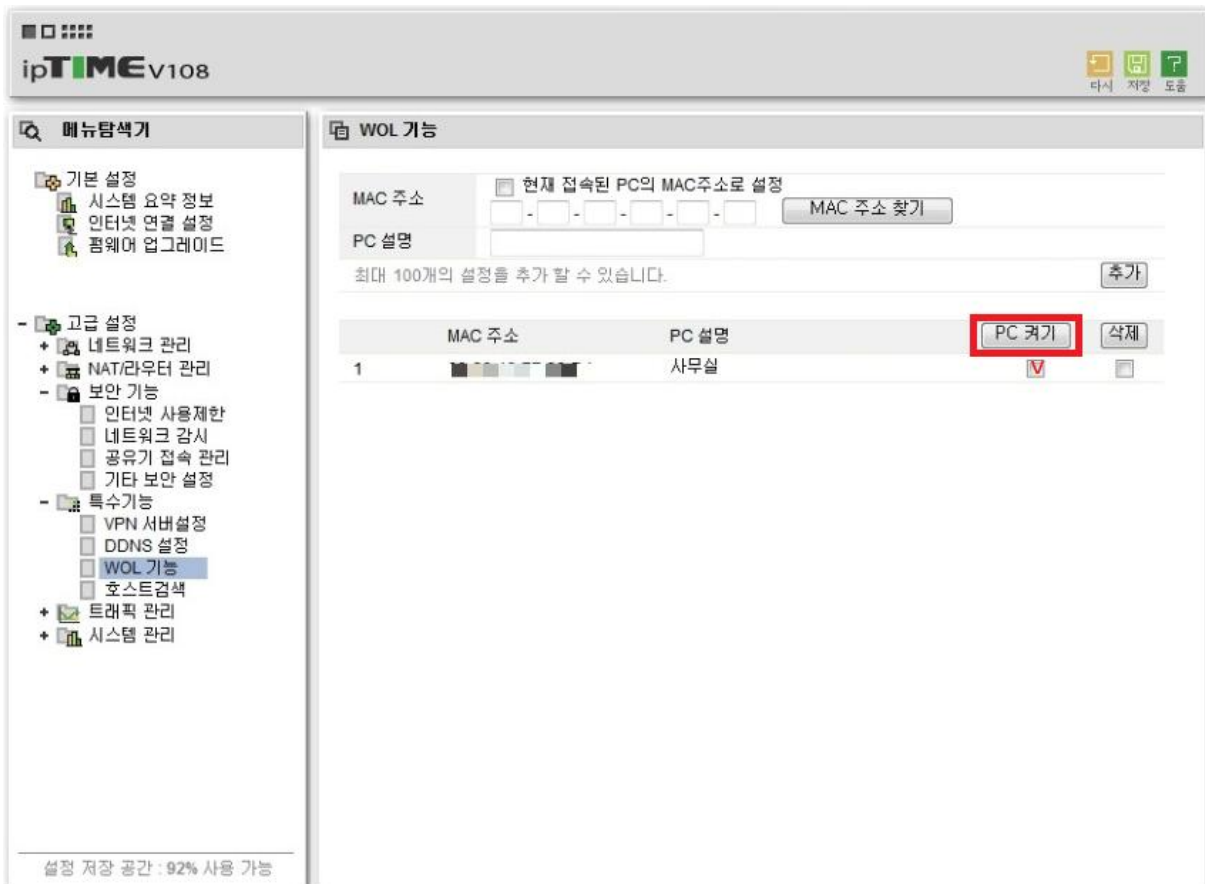 ipTIME V108
다시 저장 도움
메뉴탐색기
기본 설정
시스템 요약 정보
인터넷 연결 설정
펌웨어 업그레이드
- 고급 설정
+ 네트워크 관리
+ NAT/라우터 관리
- 보안 기능
인터넷 사용제한
네트워크 감시
공유기 접속 관리
기타 보안 설정
- 특수기능
VPN 서버설정
DDNS 설정
WOL 기능
호스트검색
+ 트래픽 관리
+ 시스템 관리
설정 저장 공간 : 92% 사용 가능
WOL 기능
MAC 주소
현재 접속된 PC의 MAC주소로 설정
- - - - - MAC 주소 찾기
PC 설명
최대 100개의 설정을 추가 할 수 있습니다. 추가
MAC 주소 PC 설명 PC 켜기 삭제
1 사무실 V